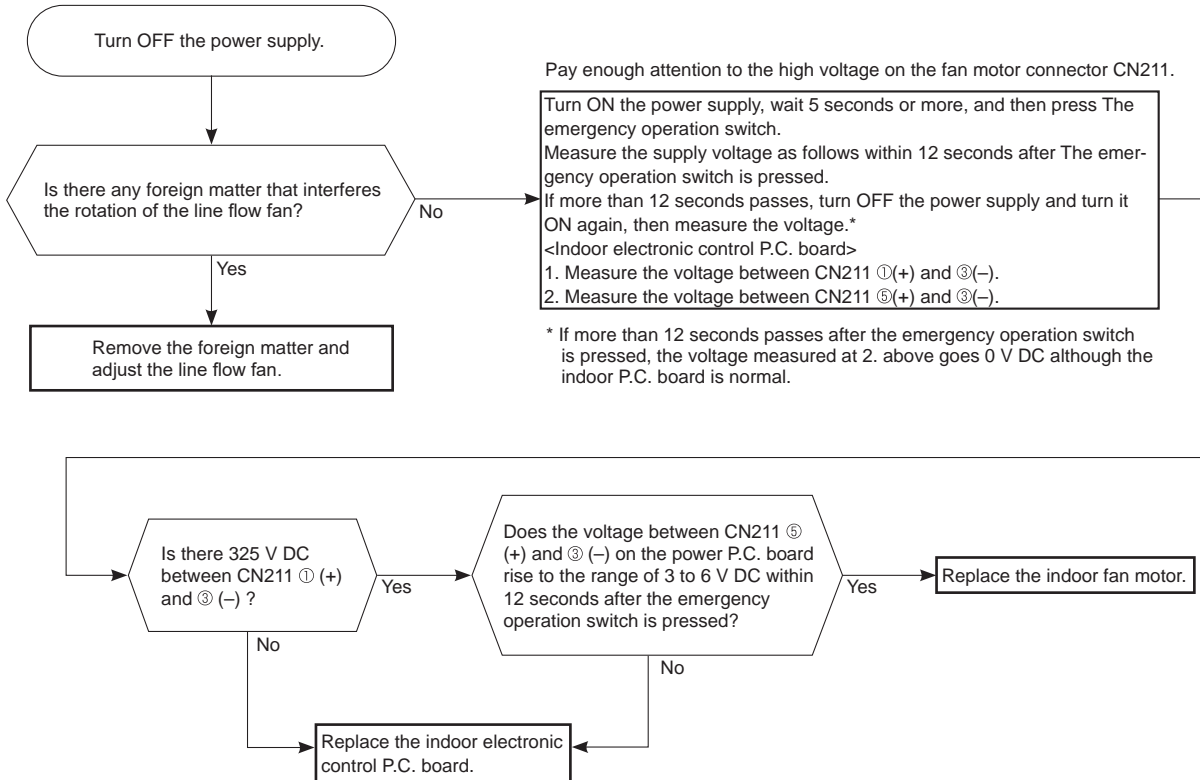 Turn OFF the power supply.
Is there any foreign matter that interferes
the rotation of the line flow fan?
No
Yes
Remove the foreign matter and
adjust the line flow fan.
Pay enough attention to the high voltage on the fan motor connector CN211.
Turn ON the power supply, wait 5 seconds or more, and then press The
emergency operation switch.
Measure the supply voltage as follows within 12 seconds after The emer-
gency operation switch is pressed.
If more than 12 seconds passes, turn OFF the power supply and turn it
ON again, then measure the voltage.*
<Indoor electronic control P.C. board>
1. Measure the voltage between CN211 ①(+) and ③(–).
2. Measure the voltage between CN211 ⑤(+) and ③(–).
* If more than 12 seconds passes after the emergency operation switch
is pressed, the voltage measured at 2. above goes 0 V DC although the
indoor P.C. board is normal.
Is there 325 V DC
between CN211 ① (+)
and ③ (–) ?
Yes
No
Does the voltage between CN211 ⑤
(+) and ③ (–) on the power P.C. board
rise to the range of 3 to 6 V DC within
12 seconds after the emergency
operation switch is pressed?
Yes
No
Replace the indoor fan motor.
Replace the indoor electronic
control P.C. board.